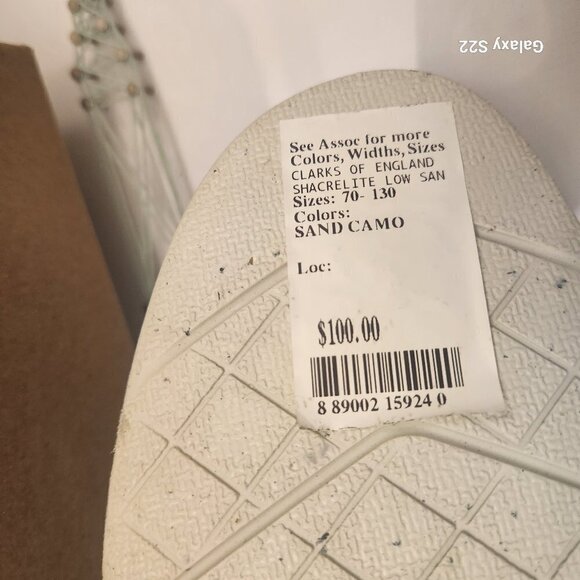 Galaxy S22
See Assoc for more
Colors, Widths, Sizes
CLARKS OF ENGLAND
SHACRELITE LOW SAN
Sizes: 70- 130
Colors:
SAND CAMO
Loc:
$100.00
8 89002 15924 0